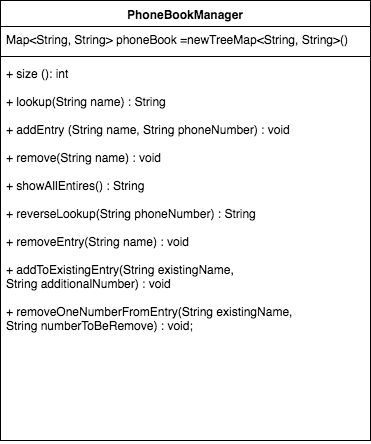 PhoneBookManager
Map<String, String> phoneBook =newTreeMap<String, String>()
+ size (): int
+ lookup(String name) : String
+ addEntry (String name, String phoneNumber) : void
+ remove(String name) : void
+ showAllEntires() : String
+ reverseLookup(String phoneNumber) : String
+ removeEntry(String name) : void
+ addToExistingEntry(String existingName,
String additionalNumber) : void
+ removeOneNumberFromEntry(String existingName,
String numberToBeRemove) : void;